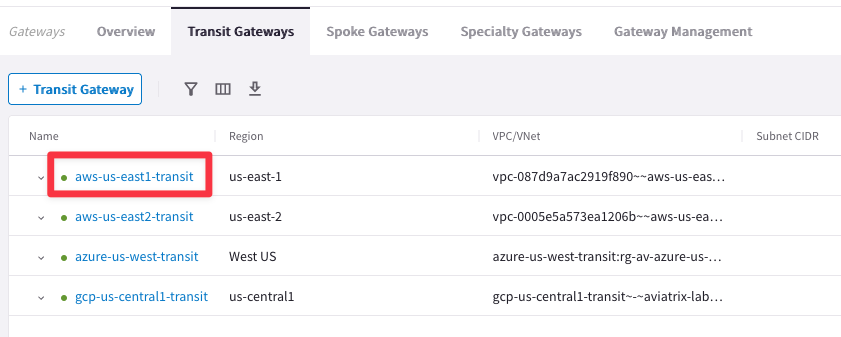 Gateways Overview Transit Gateways Spoke Gateways Specialty Gateways Gateway Management
+ Transit Gateway
Name Region VPC/VNet Subnet CIDR
aws-us-east1-transit us-east-1 vpc-087d9a7ac2919f890~~aws-us-eas…
aws-us-east2-transit us-east-2 vpc-0005e5a573ea1206b~~aws-us-ea…
azure-us-west-transit West US azure-us-west-transit:rg-av-azure-us-…
gcp-us-central1-transit us-central1 gcp-us-central1-transit~-~aviatrix-lab…